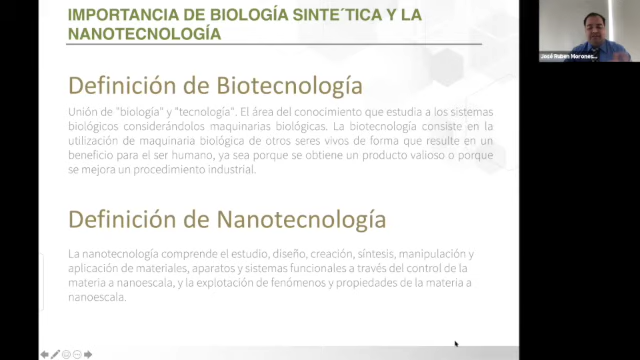 IMPORTANCIA DE BIOLOGÍA SINTE´TICA Y LA
NANOTECNOLOGÍA
José Ruben Morones...
Definición de Biotecnología
Unión de "biología" y "tecnología". El área del conocimiento que estudia a los sistemas
biológicos considerándolos maquinarias biológicas. La biotecnología consiste en la
utilización de maquinaria biológica de otros seres vivos de forma que resulte en un
beneficio para el ser humano, ya sea porque se obtiene un producto valioso o porque
se mejora un procedimiento industrial.
Definición de Nanotecnología
La nanotecnología comprende el estudio, diseño, creación, síntesis, manipulación y
aplicación de materiales, aparatos y sistemas funcionales a través del control de la
materia a nanoescala, y la explotación de fenómenos y propiedades de la materia a
nanoescala.